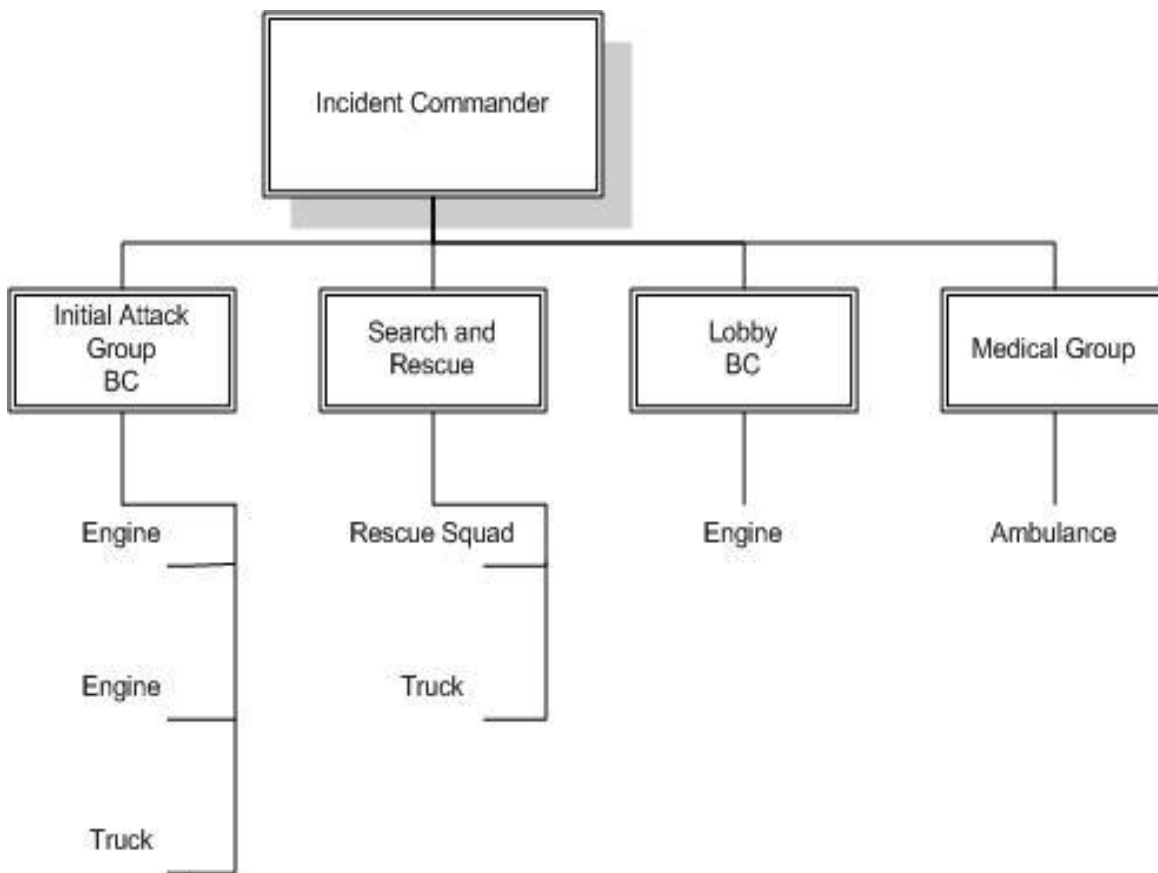 Incident Commander
Initial Attack
Group
BC
Search and
Rescue
Lobby
BC
Medical Group
Engine
Rescue Squad
Engine
Ambulance
Engine
Truck
Truck